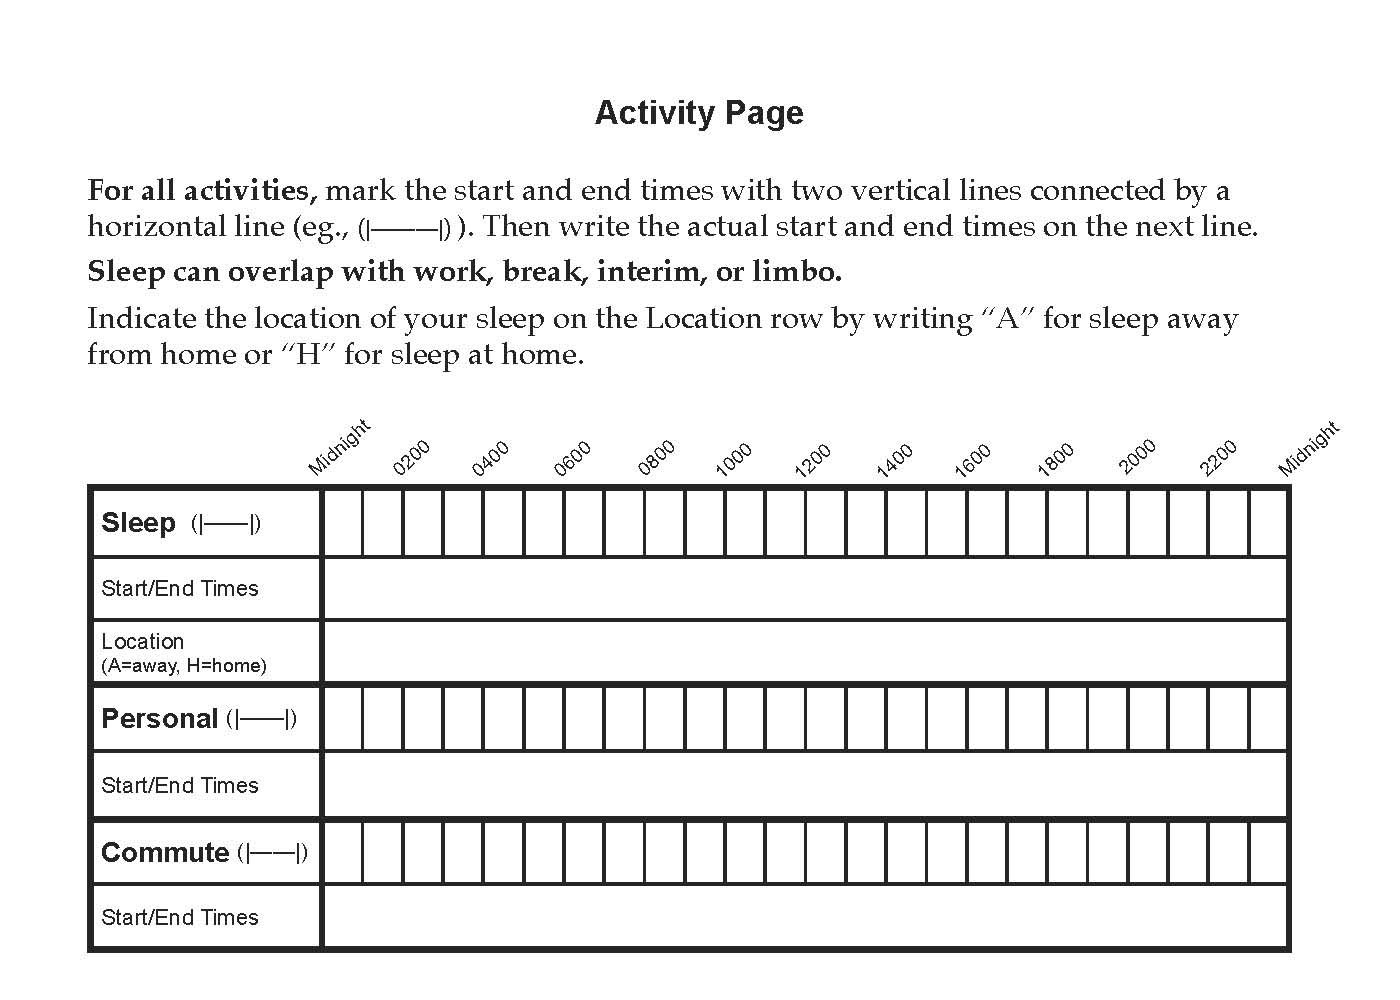 Activity Page
For all activities, mark the start and end times with two vertical lines connected by a
horizontal line (eg., (|——|) ). Then write the actual start and end times on the next line.
Sleep can overlap with work, break, interim, or limbo.
Indicate the location of your sleep on the Location row by writing “A” for sleep away
from home or “H” for sleep at home.
Midnight 0200 0400 0600 0800 1000 1200 1400 1600 1800 2000 2200 Midnight
Sleep (|——|)
Start/End Times
Location
(A=away, H=home)
Personal (|——|)
Start/End Times
Commute (|——|)
Start/End Times